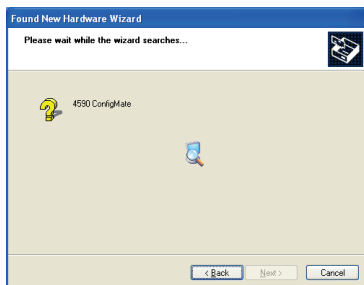 Found New Hardware Wizard
Please wait while the wizard searches...
4590 ConfigMate
< Back
Next >
Cancel